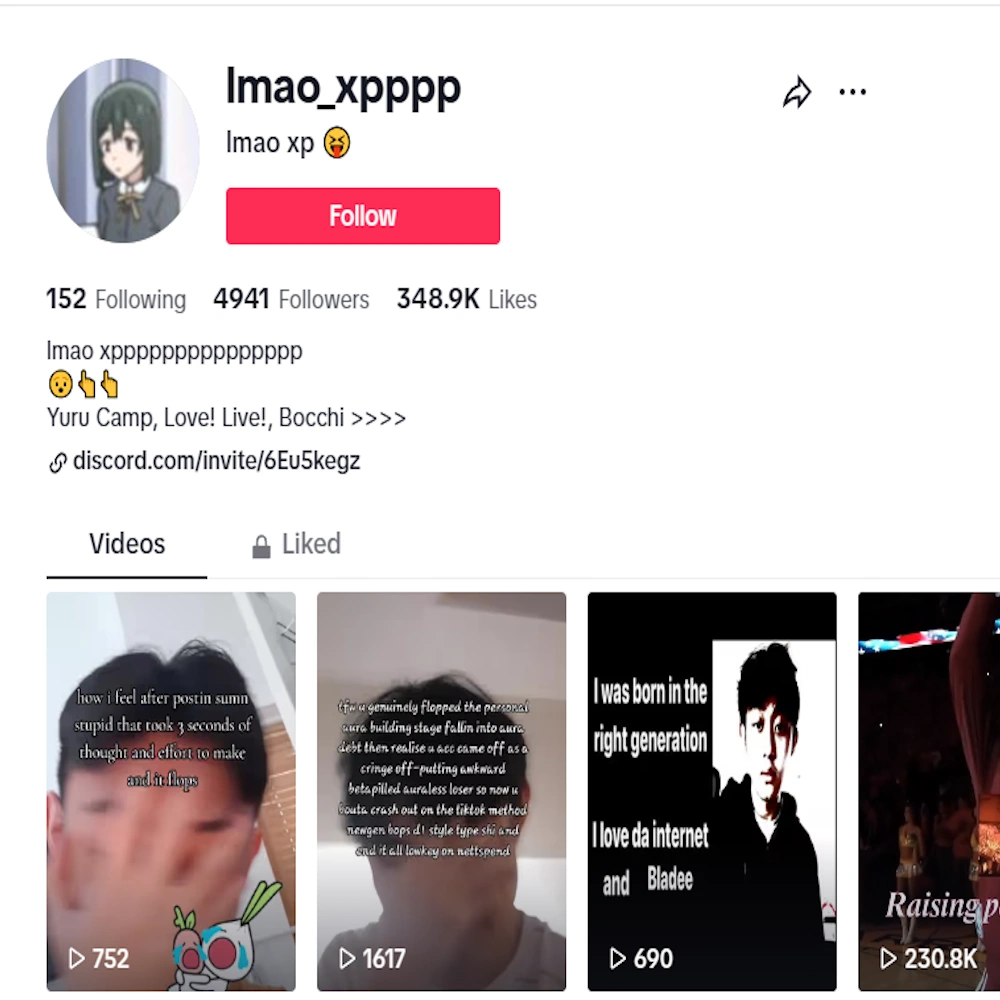 lmao_xpppp
lmao xp 😝
Follow
152 Following 4941 Followers 348.9K Likes
lmao xppppppppppppppp
😯👆👆
Yuru Camp, Love! Live!, Bocchi >>>>
discord.com/invite/6Eu5kegz
Videos Liked
how i feel after postin sumn
stupid that took 3 seconds of
thought and effort to make
and it flops
752
tfw u genuinely flopped the personal
aura building stage fallin into aura
debt then realise u acc came off as a
cringe off-putting awkward
betapilled auraless loser so now u
bouta crash out on the tiktok method
newgen bops d! style type shi and
end it all lowkey on nettspend
1617
I was born in the
right generation
I love da internet
and Bladee
690
Raising p
230.8K